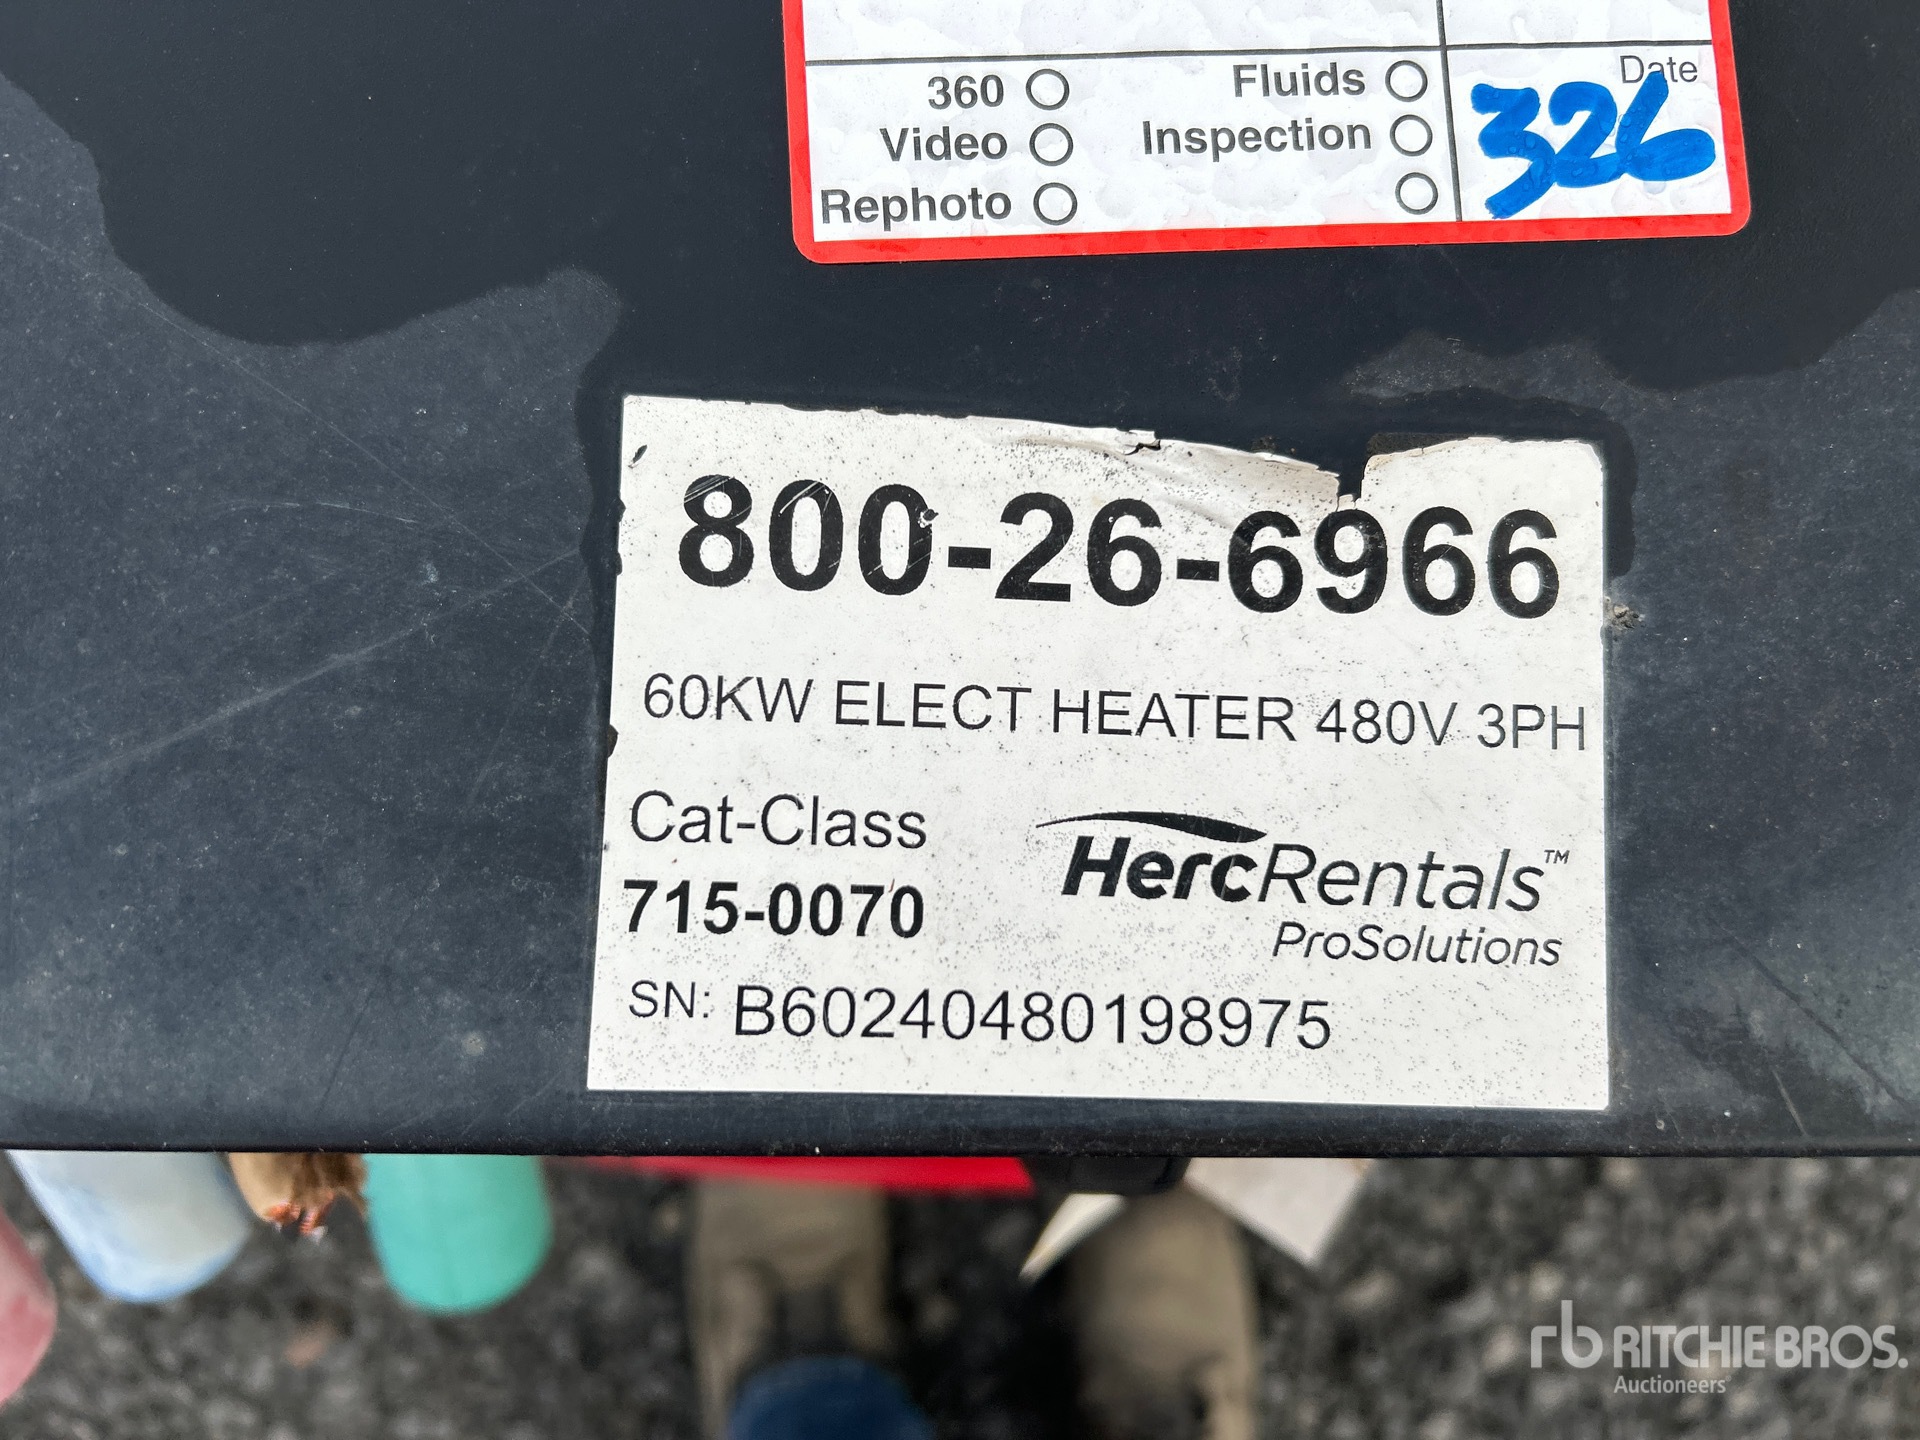 360 Fluids Date
Video Inspection 326
Rephoto
800-26-6966
60KW ELECT HEATER 480V 3PH
Cat-Class
715-0070
HercRentals™
ProSolutions
SN: B60240480198975
rb RITCHIE BROS.
Auctioneers